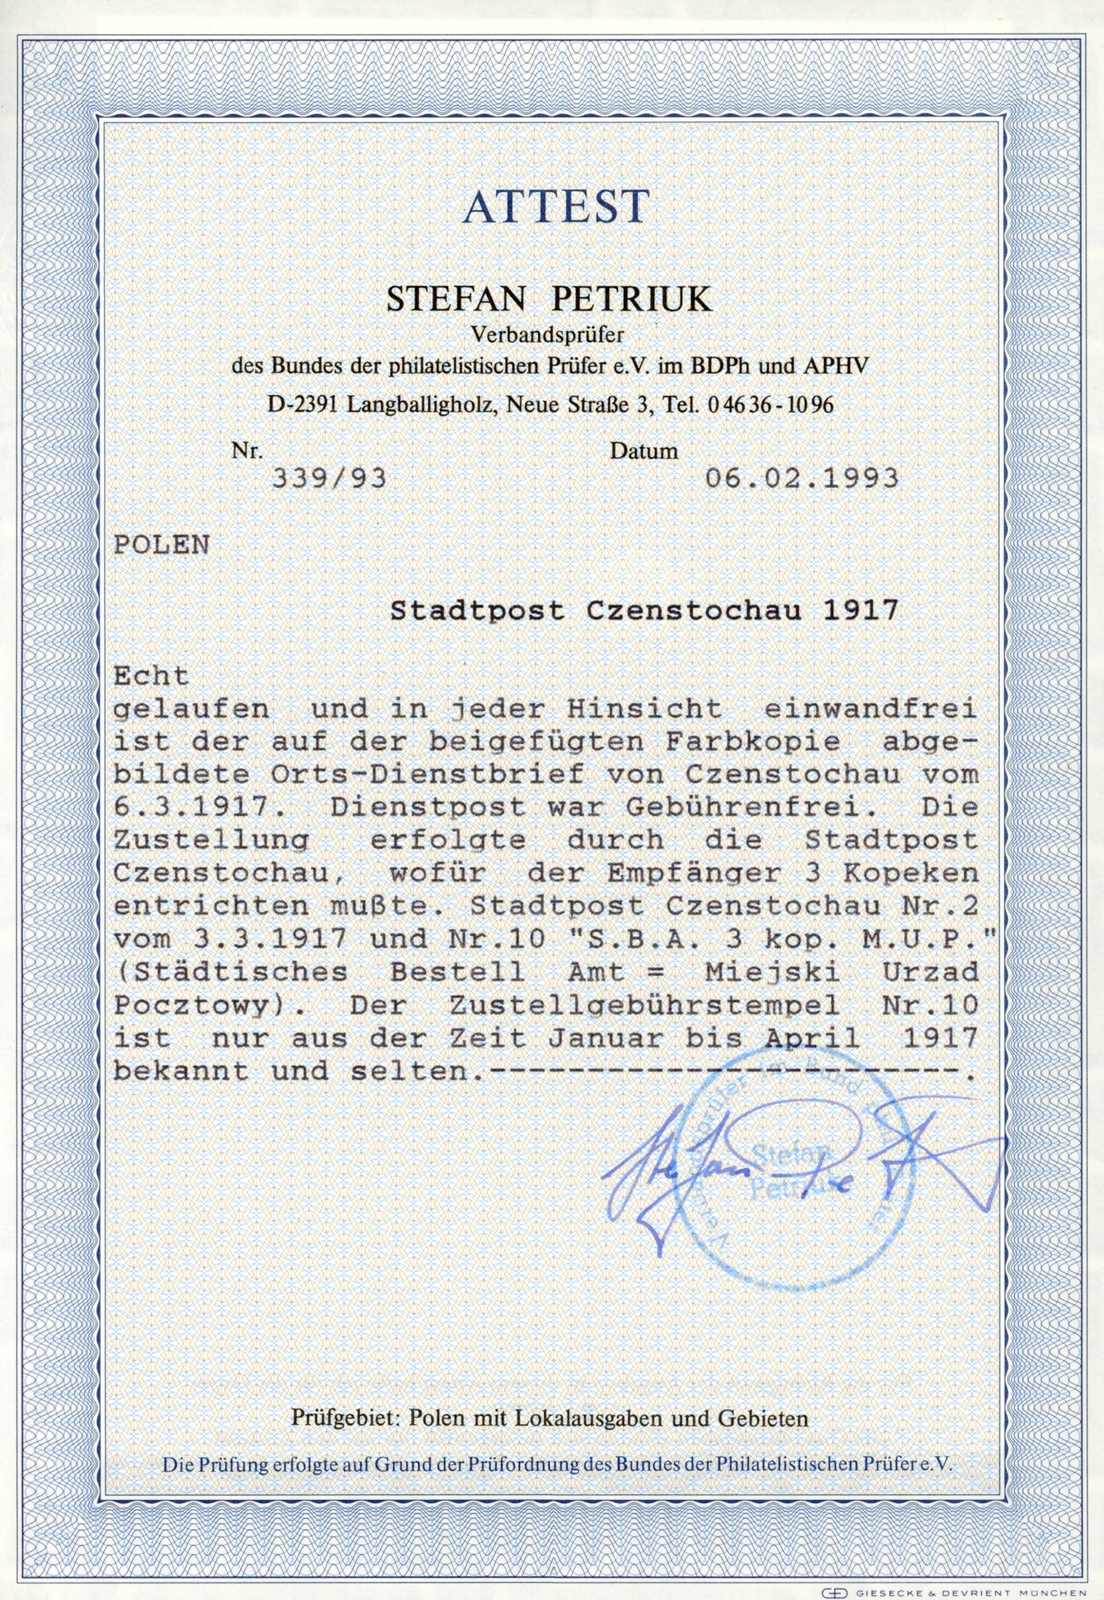 ATTEST
STEFAN PETRIUK
Verbandsprüfer
des Bundes der philatelistischen Prüfer e.V. im BDPh und APHV
D-2391 Langballigholz, Neue Straße 3, Tel. 04636-1096
Nr. Datum
339/93 06.02.1993
POLEN
Stadtpost Czenstochau 1917
Echt
gelaufen und in jeder Hinsicht einwandfrei
ist der auf der beigefügten Farbkopie abge-
bildete Orts-Dienstbrief von Czenstochau vom
6.3.1917. Dienstpost war Gebührenfrei. Die
Zustellung erfolgte durch die Stadtpost
Czenstochau, wofür der Empfänger 3 Kopeken
entrichten mußte. Stadtpost Czenstochau Nr.2
vom 3.3.1917 und Nr.10 "S.B.A. 3 kop. M.U.P."
(Städtisches Bestell Amt = Miejski Urzad
Pocztowy). Der Zustellgebührstempel Nr.10
ist nur aus der Zeit Januar bis April 1917
bekannt und selten.------------------------.
Stefan
Petriuk
Prüfgebiet: Polen mit Lokalausgaben und Gebieten
Die Prüfung erfolgte auf Grund der Prüfordnung des Bundes der Philatelistischen Prüfer e.V.
GIESECKE & DEVRIENT MÜNCHEN